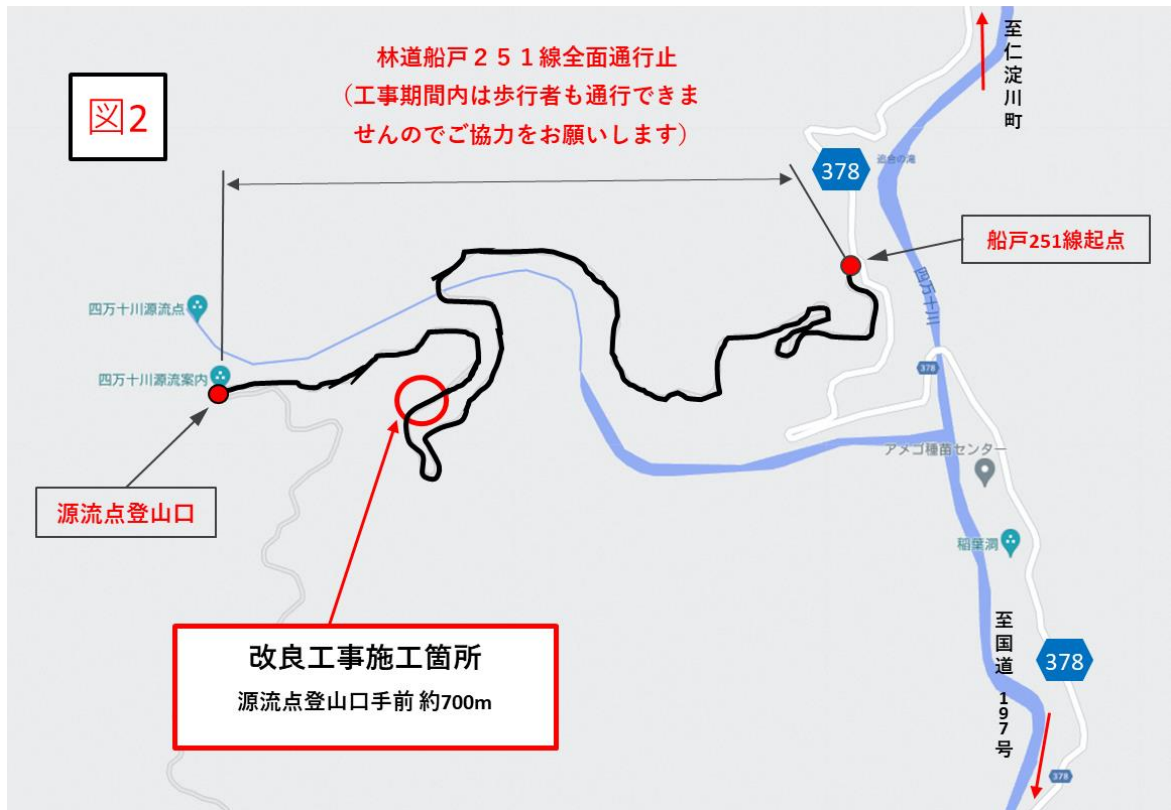 図2
林道船戸２５１線全面通行止
（工事期間内は歩行者も通行できま
せんのでご協力をお願いします）
至仁淀川町
378
追合の滝
船戸251線起点
四万十川
四万十川源流点
四万十川源流案内
378
源流点登山口
アメゴ種苗センター
稲葉洞
改良工事施工箇所
源流点登山口手前 約700m
至国道 197号
378
378